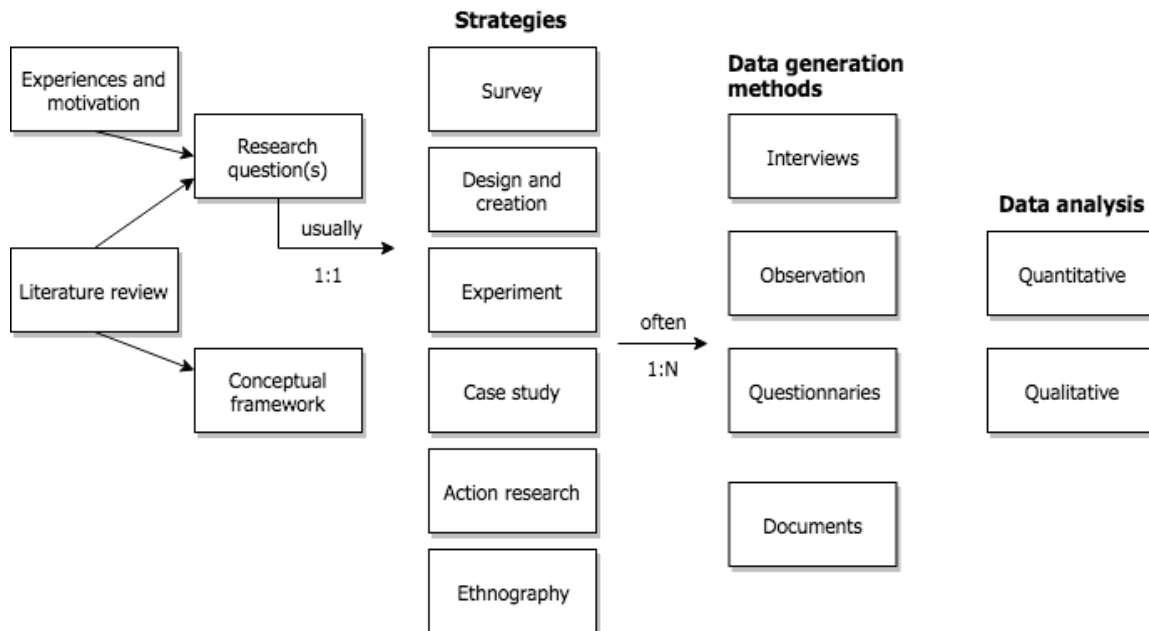 Experiences and
motivation
Literature review
Research
question(s)
Conceptual
framework
usually
1:1
Strategies
Survey
Design and
creation
Experiment
Case study
Action research
Ethnography
often
1:N
Data generation
methods
Interviews
Observation
Questionnaries
Documents
Data analysis
Quantitative
Qualitative